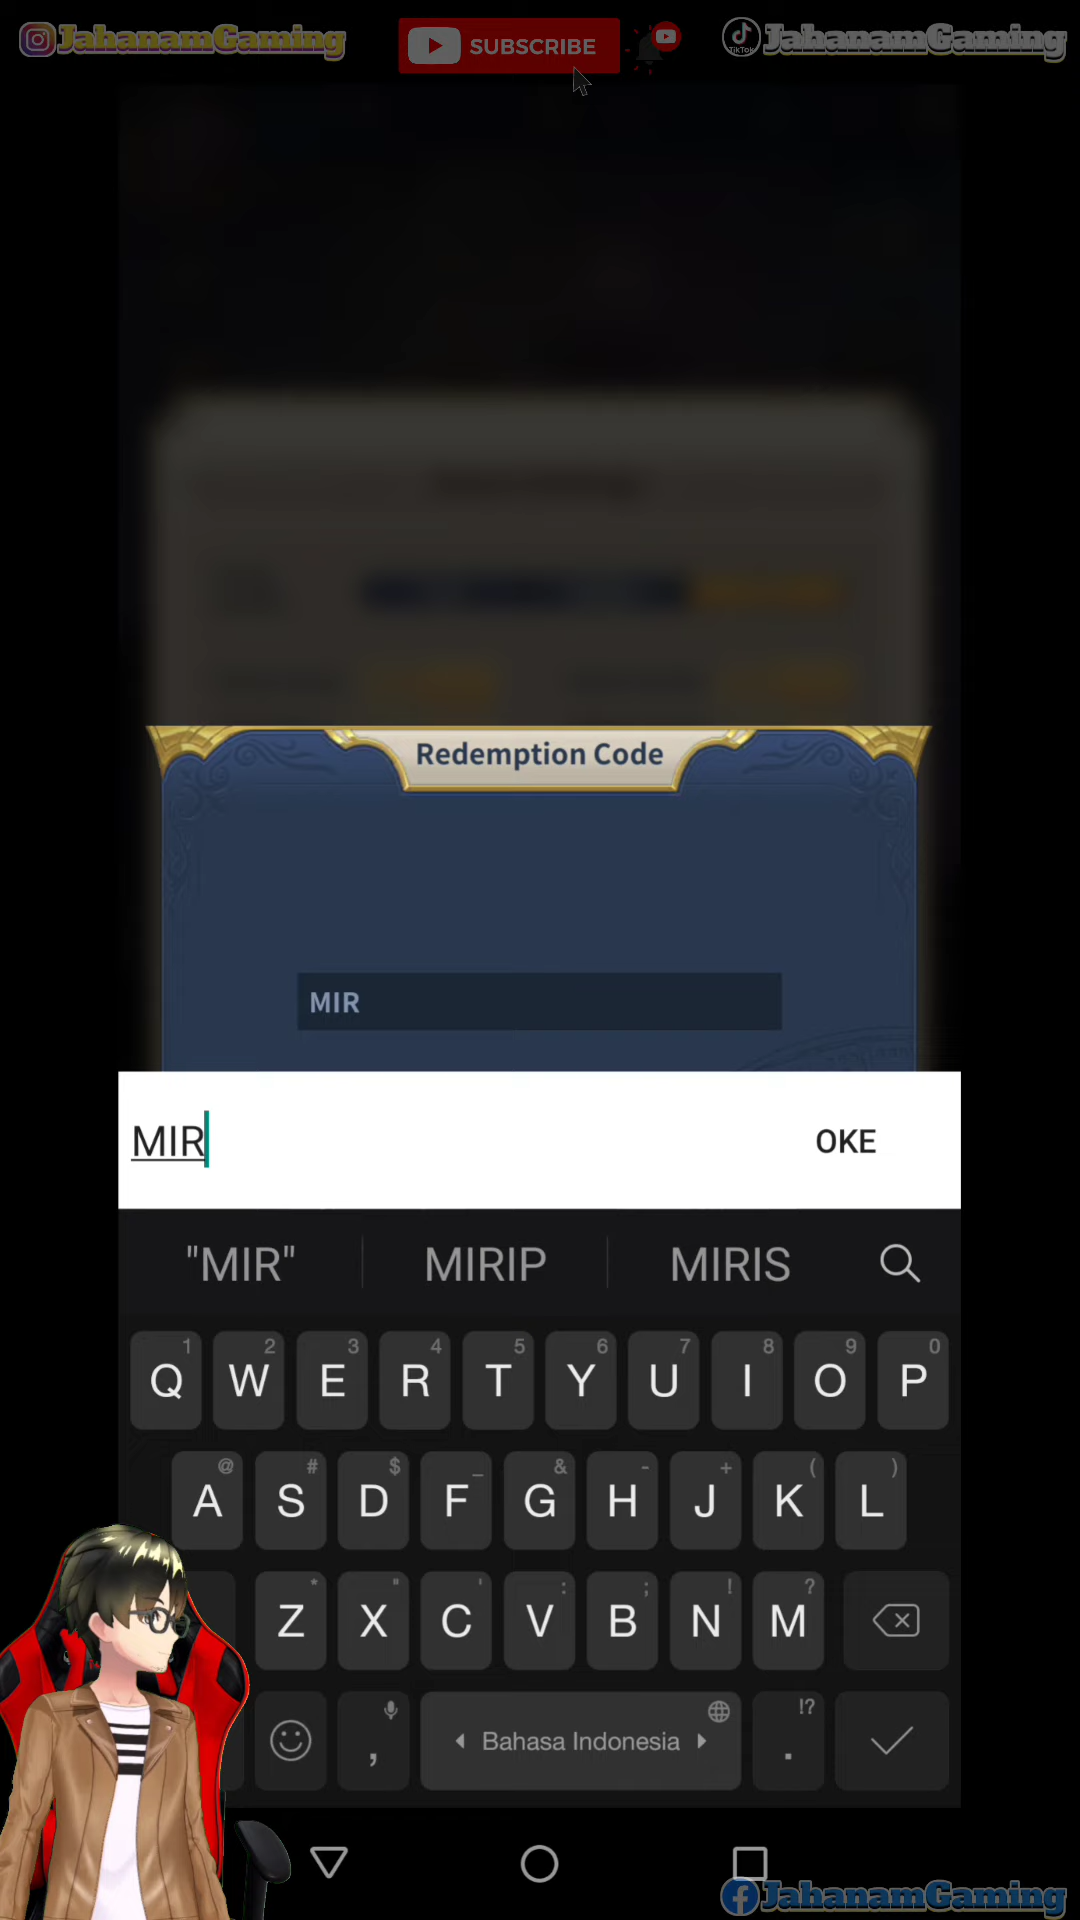 JahanamGaming
SUBSCRIBE
TikTok
JahanamGaming
Redemption Code
MIR
MIR
OKE
"MIR"
MIRIP
MIRIS
1 2 3 4 5 6 7 8 9 0
Q W E R T Y U I O P
@ # $ _ & - + ( )
A S D F G H J K L
* " ' : ; ! ?
Z X C V B N M
, Bahasa Indonesia . !?
JahanamGaming